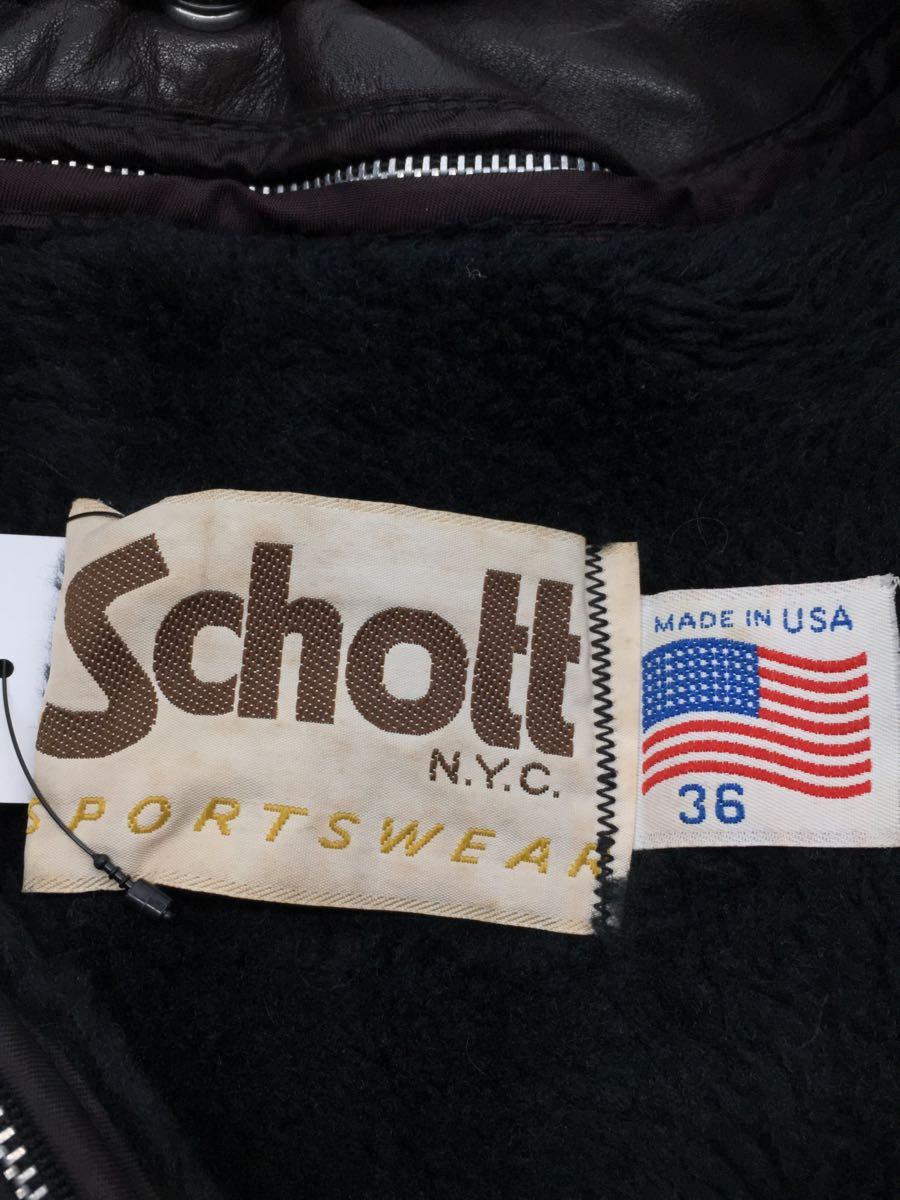 Schott
N.Y.C.
SPORTSWEAR
MADE IN USA
36